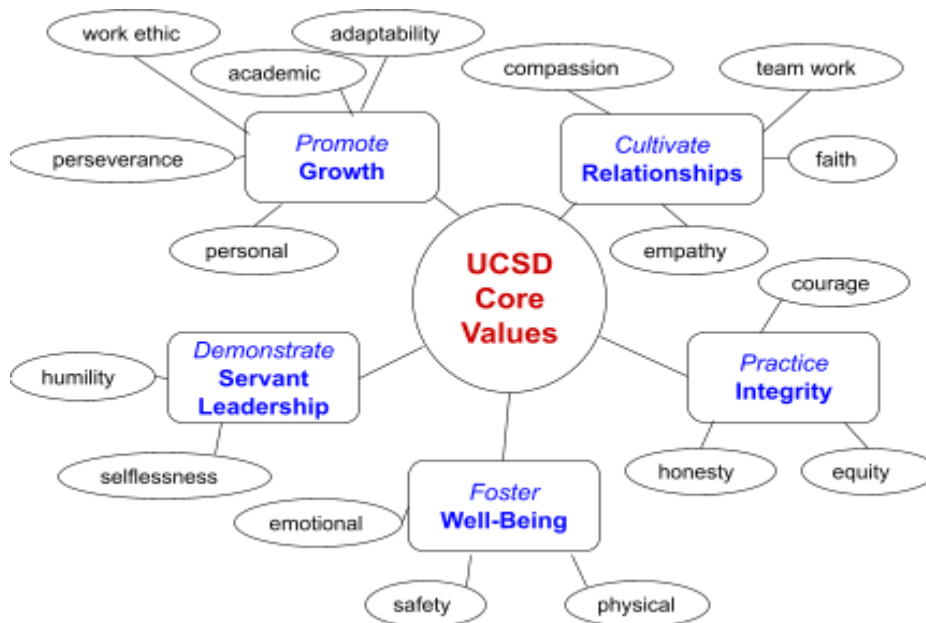 work ethic
adaptability
academic
compassion
team work
Promote
Growth
Cultivate
Relationships
perseverance
faith
personal
empathy
UCSD
Core
Values
courage
Demonstrate
Servant
Leadership
humility
Practice
Integrity
selflessness
honesty
equity
Foster
Well-Being
emotional
safety
physical